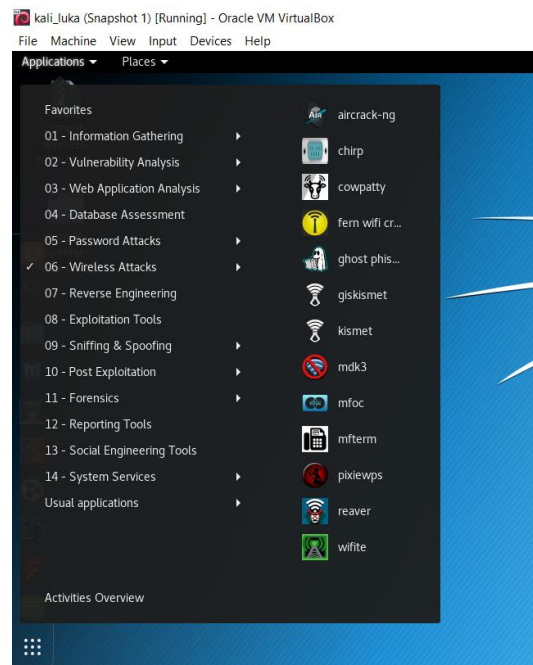 kali_luka (Snapshot 1) [Running] - Oracle VM VirtualBox
File Machine View Input Devices Help
Applications Places
Favorites
01 - Information Gathering
02 - Vulnerability Analysis
03 - Web Application Analysis
04 - Database Assessment
05 - Password Attacks
✓ 06 - Wireless Attacks
07 - Reverse Engineering
08 - Exploitation Tools
09 - Sniffing & Spoofing
10 - Post Exploitation
11 - Forensics
12 - Reporting Tools
13 - Social Engineering Tools
14 - System Services
Usual applications
Activities Overview
aircrack-ng
chirp
cowpatty
fern wifi cr...
ghost phis...
giskismet
kismet
mdk3
mfoc
mfterm
pixiewps
reaver
wifite